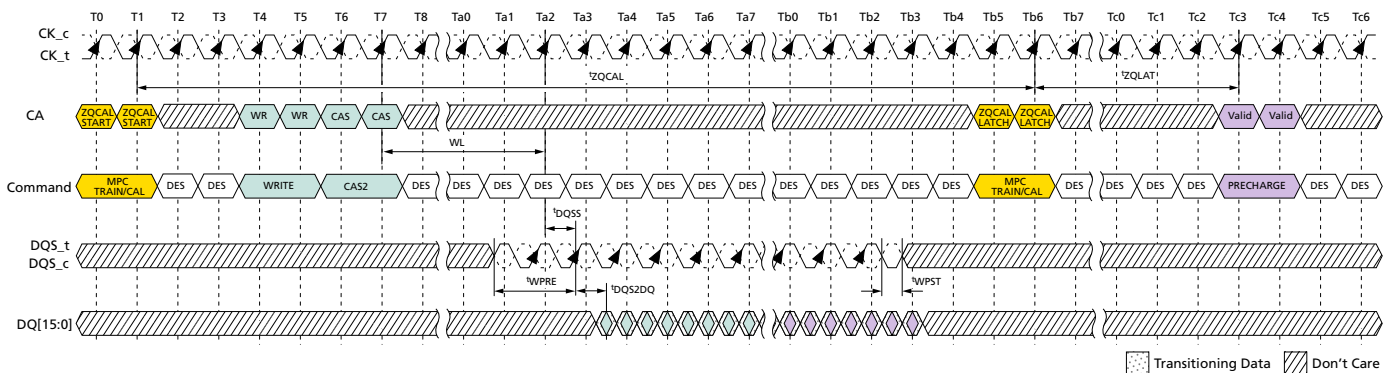 T0 T1 T2 T3 T4 T5 T6 T7 T8 Ta0 Ta1 Ta2 Ta3 Ta4 Ta5 Ta6 Ta7 Tb0 Tb1 Tb2 Tb3 Tb4 Tb5 Tb6 Tb7 Tc0 Tc1 Tc2 Tc3 Tc4 Tc5 Tc6
CK_c
CK_t
tZQCAL tZQLAT
CA ZQCAL START ZQCAL START WR WR CAS CAS ZQCAL LATCH ZQCAL LATCH Valid Valid
WL
Command MPC TRAIN/CAL DES DES WRITE CAS2 DES DES DES DES DES DES DES DES DES DES DES DES DES DES MPC TRAIN/CAL DES DES DES DES PRECHARGE DES DES
tDQSS
DQS_t
DQS_c
tWPRE tDQS2DQ tWPST
DQ[15:0]
Transitioning Data Don't Care